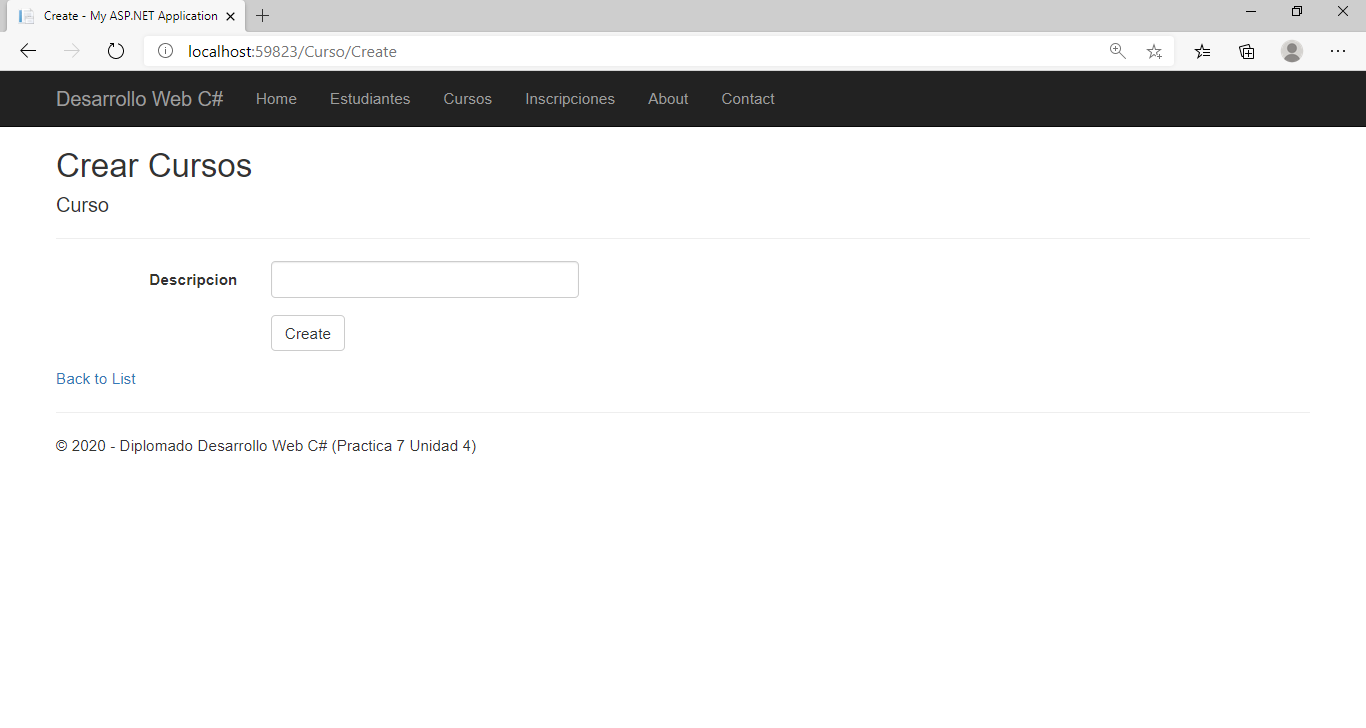 Create - My ASP.NET Application
localhost:59823/Curso/Create
Desarrollo Web C# Home Estudiantes Cursos Inscripciones About Contact
Crear Cursos
Curso
Descripcion
Create
Back to List
© 2020 - Diplomado Desarrollo Web C# (Practica 7 Unidad 4)